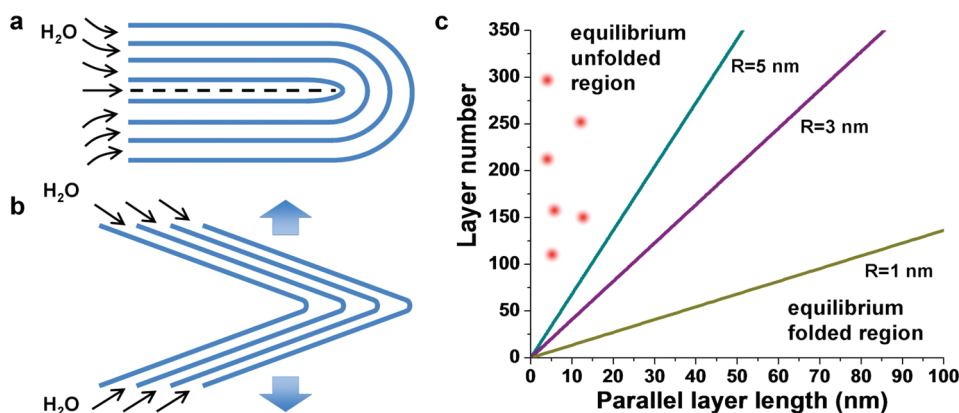 a
H₂O
b
H₂O
H₂O
c
Layer number
350
300
250
200
150
100
50
0
equilibrium
unfolded
region
R=5 nm
R=3 nm
R=1 nm
equilibrium
folded region
0 10 20 30 40 50 60 70 80 90 100
Parallel layer length (nm)